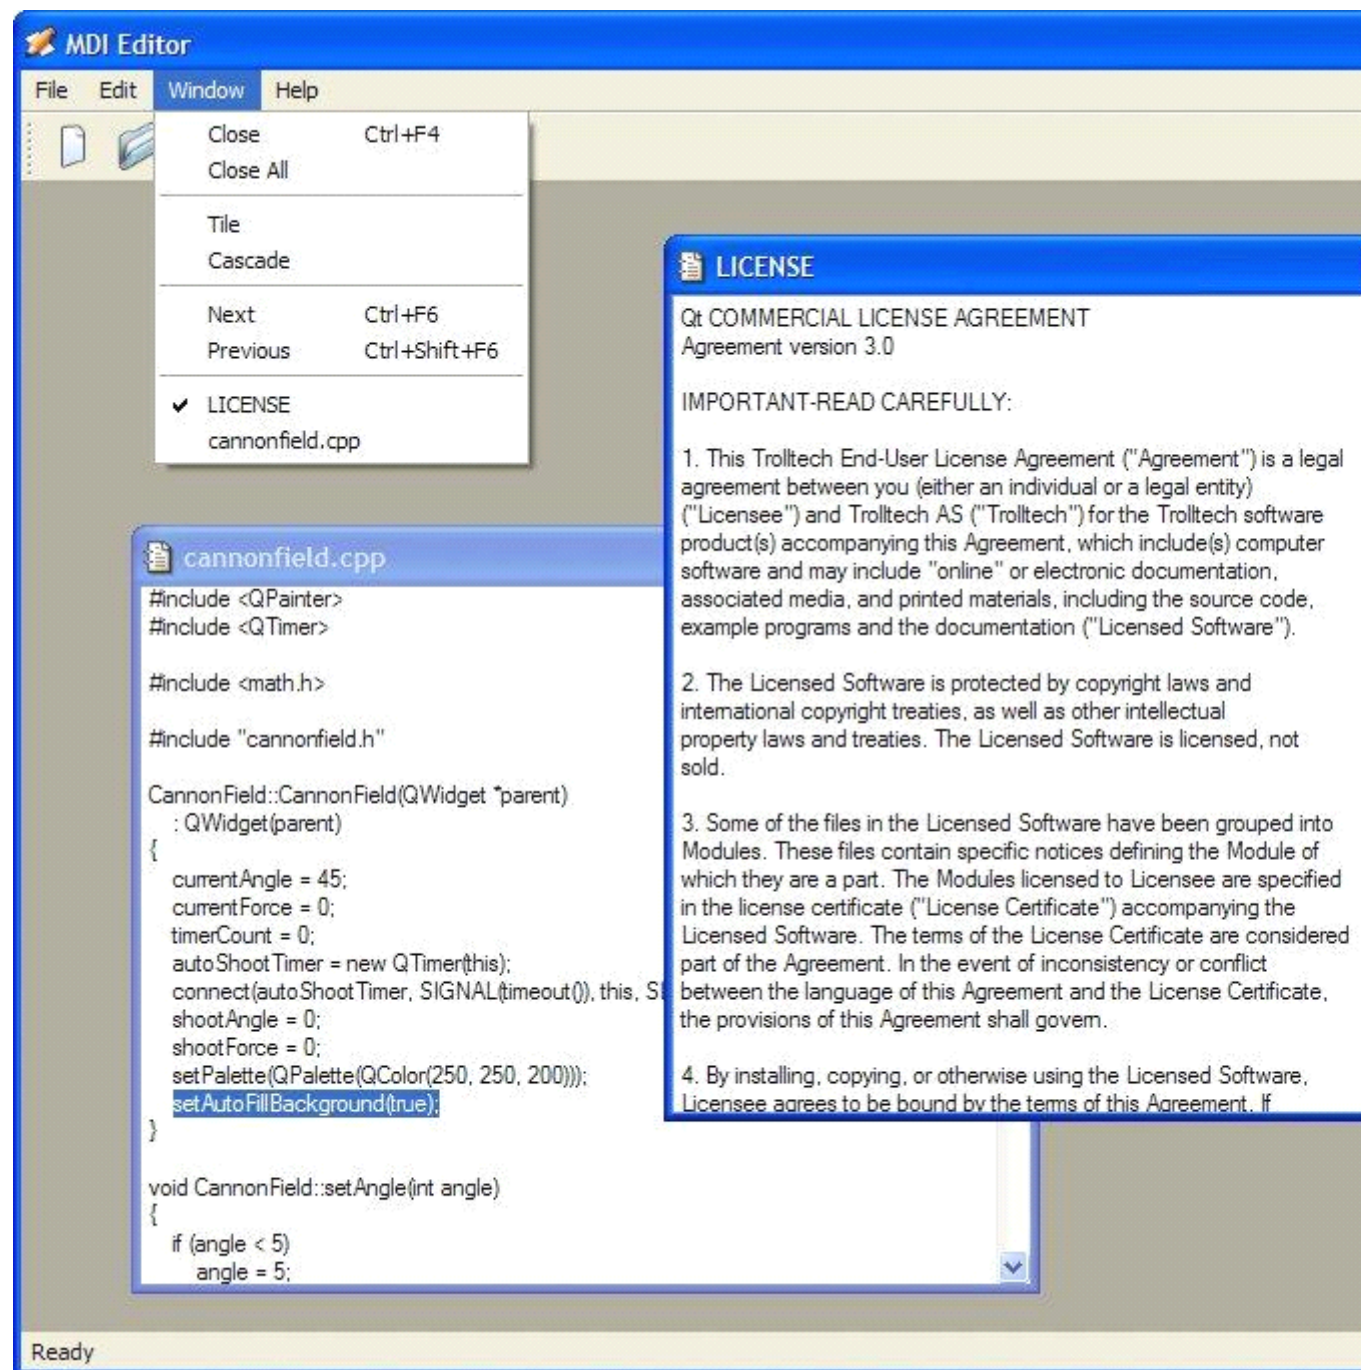 MDI Editor
File Edit Window Help
Close Ctrl+F4
Close All
Tile
Cascade
Next Ctrl+F6
Previous Ctrl+Shift+F6
LICENSE
cannonfield.cpp
LICENSE
Qt COMMERCIAL LICENSE AGREEMENT
Agreement version 3.0
IMPORTANT-READ CAREFULLY:
1. This Trolltech End-User License Agreement ("Agreement") is a legal
agreement between you (either an individual or a legal entity)
("Licensee") and Trolltech AS ("Trolltech") for the Trolltech software
product(s) accompanying this Agreement, which include(s) computer
software and may include "online" or electronic documentation,
associated media, and printed materials, including the source code,
example programs and the documentation ("Licensed Software").
2. The Licensed Software is protected by copyright laws and
international copyright treaties, as well as other intellectual
property laws and treaties. The Licensed Software is licensed, not
sold.
3. Some of the files in the Licensed Software have been grouped into
Modules. These files contain specific notices defining the Module of
which they are a part. The Modules licensed to Licensee are specified
in the license certificate ("License Certificate") accompanying the
Licensed Software. The terms of the License Certificate are considered
part of the Agreement. In the event of inconsistency or conflict
between the language of this Agreement and the License Certificate,
the provisions of this Agreement shall govern.
4. By installing, copying, or otherwise using the Licensed Software,
Licensee agrees to be bound by the terms of this Agreement. If
cannonfield.cpp
#include <QPainter>
#include <QTimer>
#include <math.h>
#include "cannonfield.h"
CannonField::CannonField(QWidget *parent)
: QWidget(parent)
{
currentAngle = 45;
currentForce = 0;
timerCount = 0;
autoShootTimer = new QTimer(this);
connect(autoShootTimer, SIGNAL(timeout()), this, S
shootAngle = 0;
shootForce = 0;
setPalette(QPalette(QColor(250, 250, 200)));
setAutoFillBackground(true);
}
void CannonField::setAngle(int angle)
{
if (angle < 5)
angle = 5;
Ready